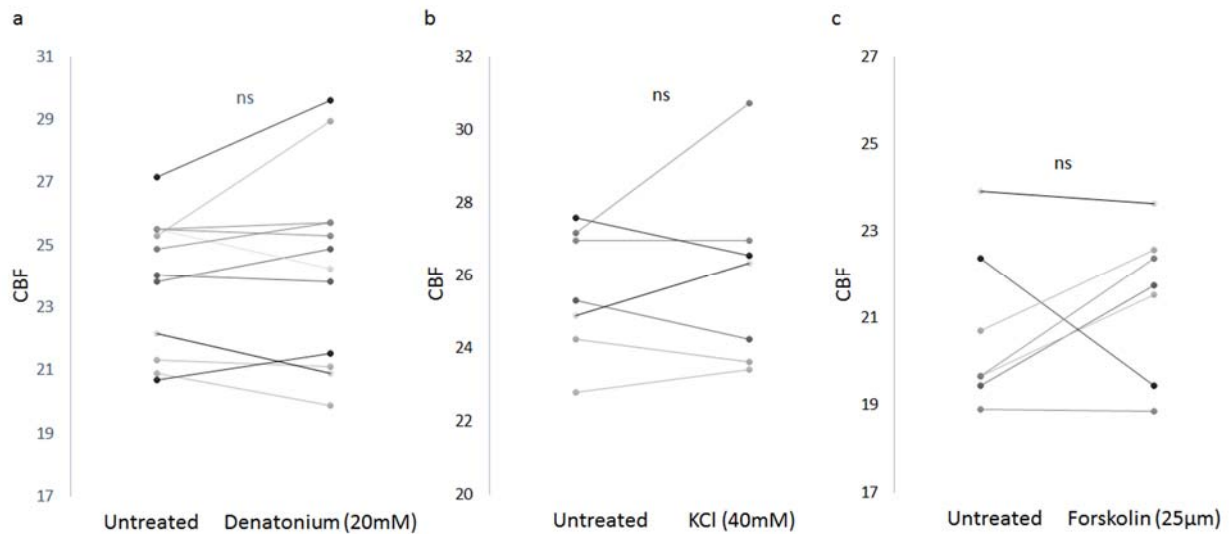 a
31
29
27
25
23
21
19
17
CBF
ns
Untreated
Denatonium (20mM)
b
32
30
28
26
24
22
20
CBF
ns
Untreated
KCl (40mM)
c
27
25
23
21
19
17
CBF
ns
Untreated
Forskolin (25µm)